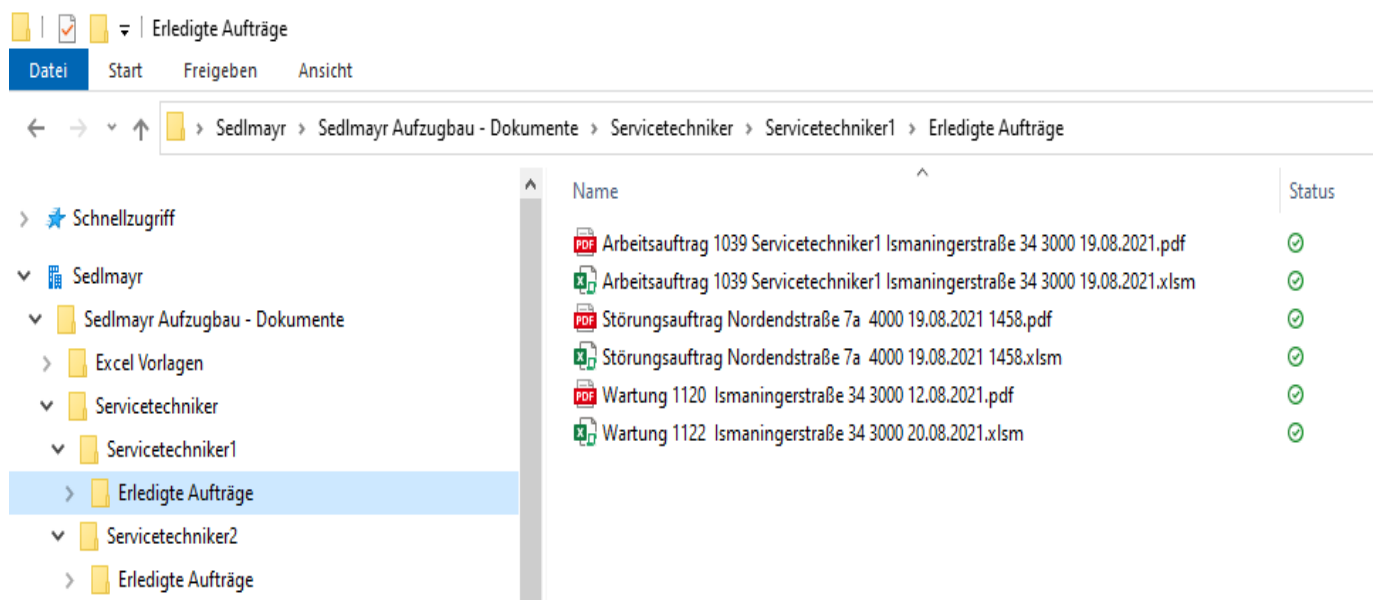 Erledigte Aufträge
Datei Start Freigeben Ansicht
Sedlmayr > Sedlmayr Aufzugbau - Dokumente > Servicetechniker > Servicetechniker1 > Erledigte Aufträge
Name Status
Schnellzugriff
Sedlmayr
Sedlmayr Aufzugbau - Dokumente
Excel Vorlagen
Servicetechniker
Servicetechniker1
Erledigte Aufträge
Servicetechniker2
Erledigte Aufträge
PDF Arbeitsauftrag 1039 Servicetechniker1 Ismaningerstraße 34 3000 19.08.2021.pdf
X Arbeitsauftrag 1039 Servicetechniker1 Ismaningerstraße 34 3000 19.08.2021.xlsm
PDF Störungsauftrag Nordendstraße 7a  4000 19.08.2021 1458.pdf
X Störungsauftrag Nordendstraße 7a  4000 19.08.2021 1458.xlsm
PDF Wartung 1120  Ismaningerstraße 34 3000 12.08.2021.pdf
X Wartung 1122  Ismaningerstraße 34 3000 20.08.2021.xlsm